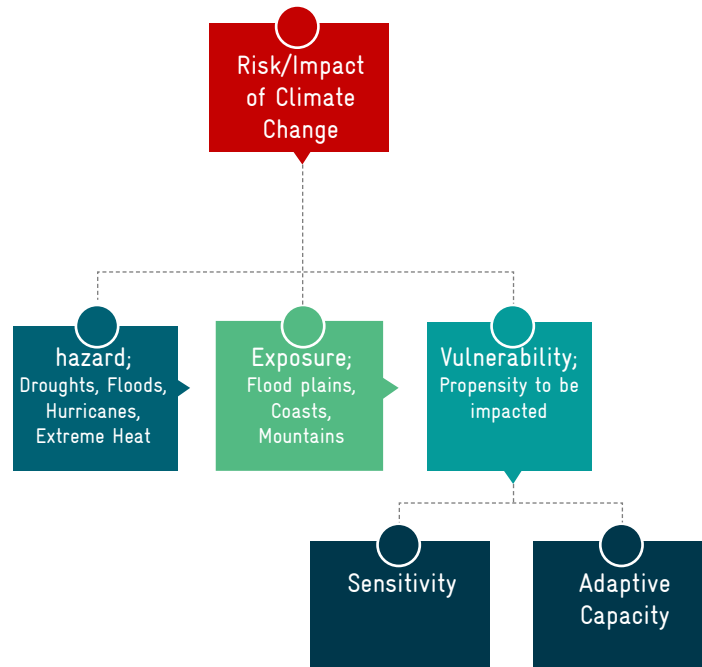 Risk/Impact
of Climate
Change
hazard;
Droughts, Floods,
Hurricanes,
Extreme Heat
Exposure;
Flood plains,
Coasts,
Mountains
Vulnerability;
Propensity to be
impacted
Sensitivity
Adaptive
Capacity